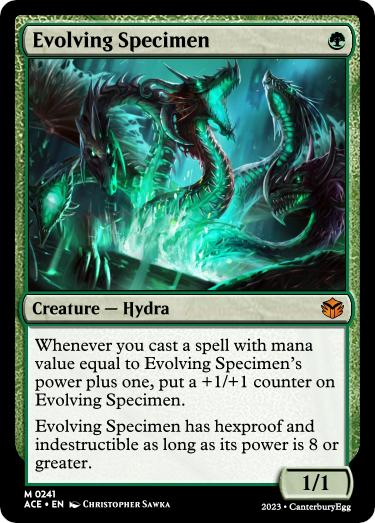 Evolving Specimen
Creature — Hydra
Whenever you cast a spell with mana
value equal to Evolving Specimen's
power plus one, put a +1/+1 counter on
Evolving Specimen.
Evolving Specimen has hexproof and
indestructible as long as its power is 8 or
greater.
1/1
M 0241
ACE • EN Christopher Sawka
2023 • CanterburyEgg